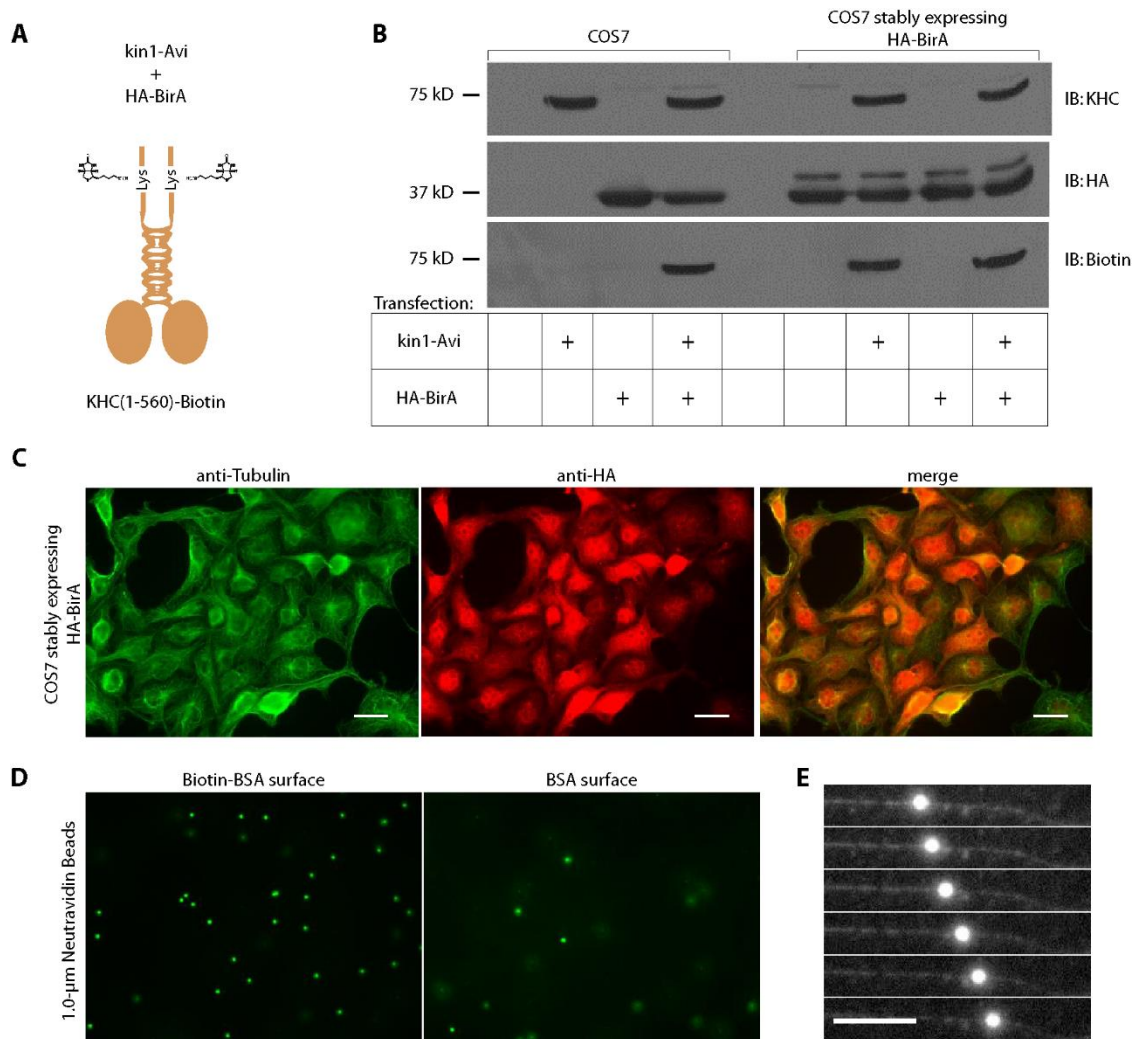 A
kin1-Avi
+
HA-BirA
Lys Lys
KHC(1-560)-Biotin
B
COS7
COS7 stably expressing
HA-BirA
75 kD
IB: KHC
37 kD
IB: HA
75 kD
IB: Biotin
Transfection:
kin1-Avi + + + +
HA-BirA + + + +
C
anti-Tubulin anti-HA merge
COS7 stably expressing
HA-BirA
D
Biotin-BSA surface BSA surface
1.0-μm Neutravidin Beads
E